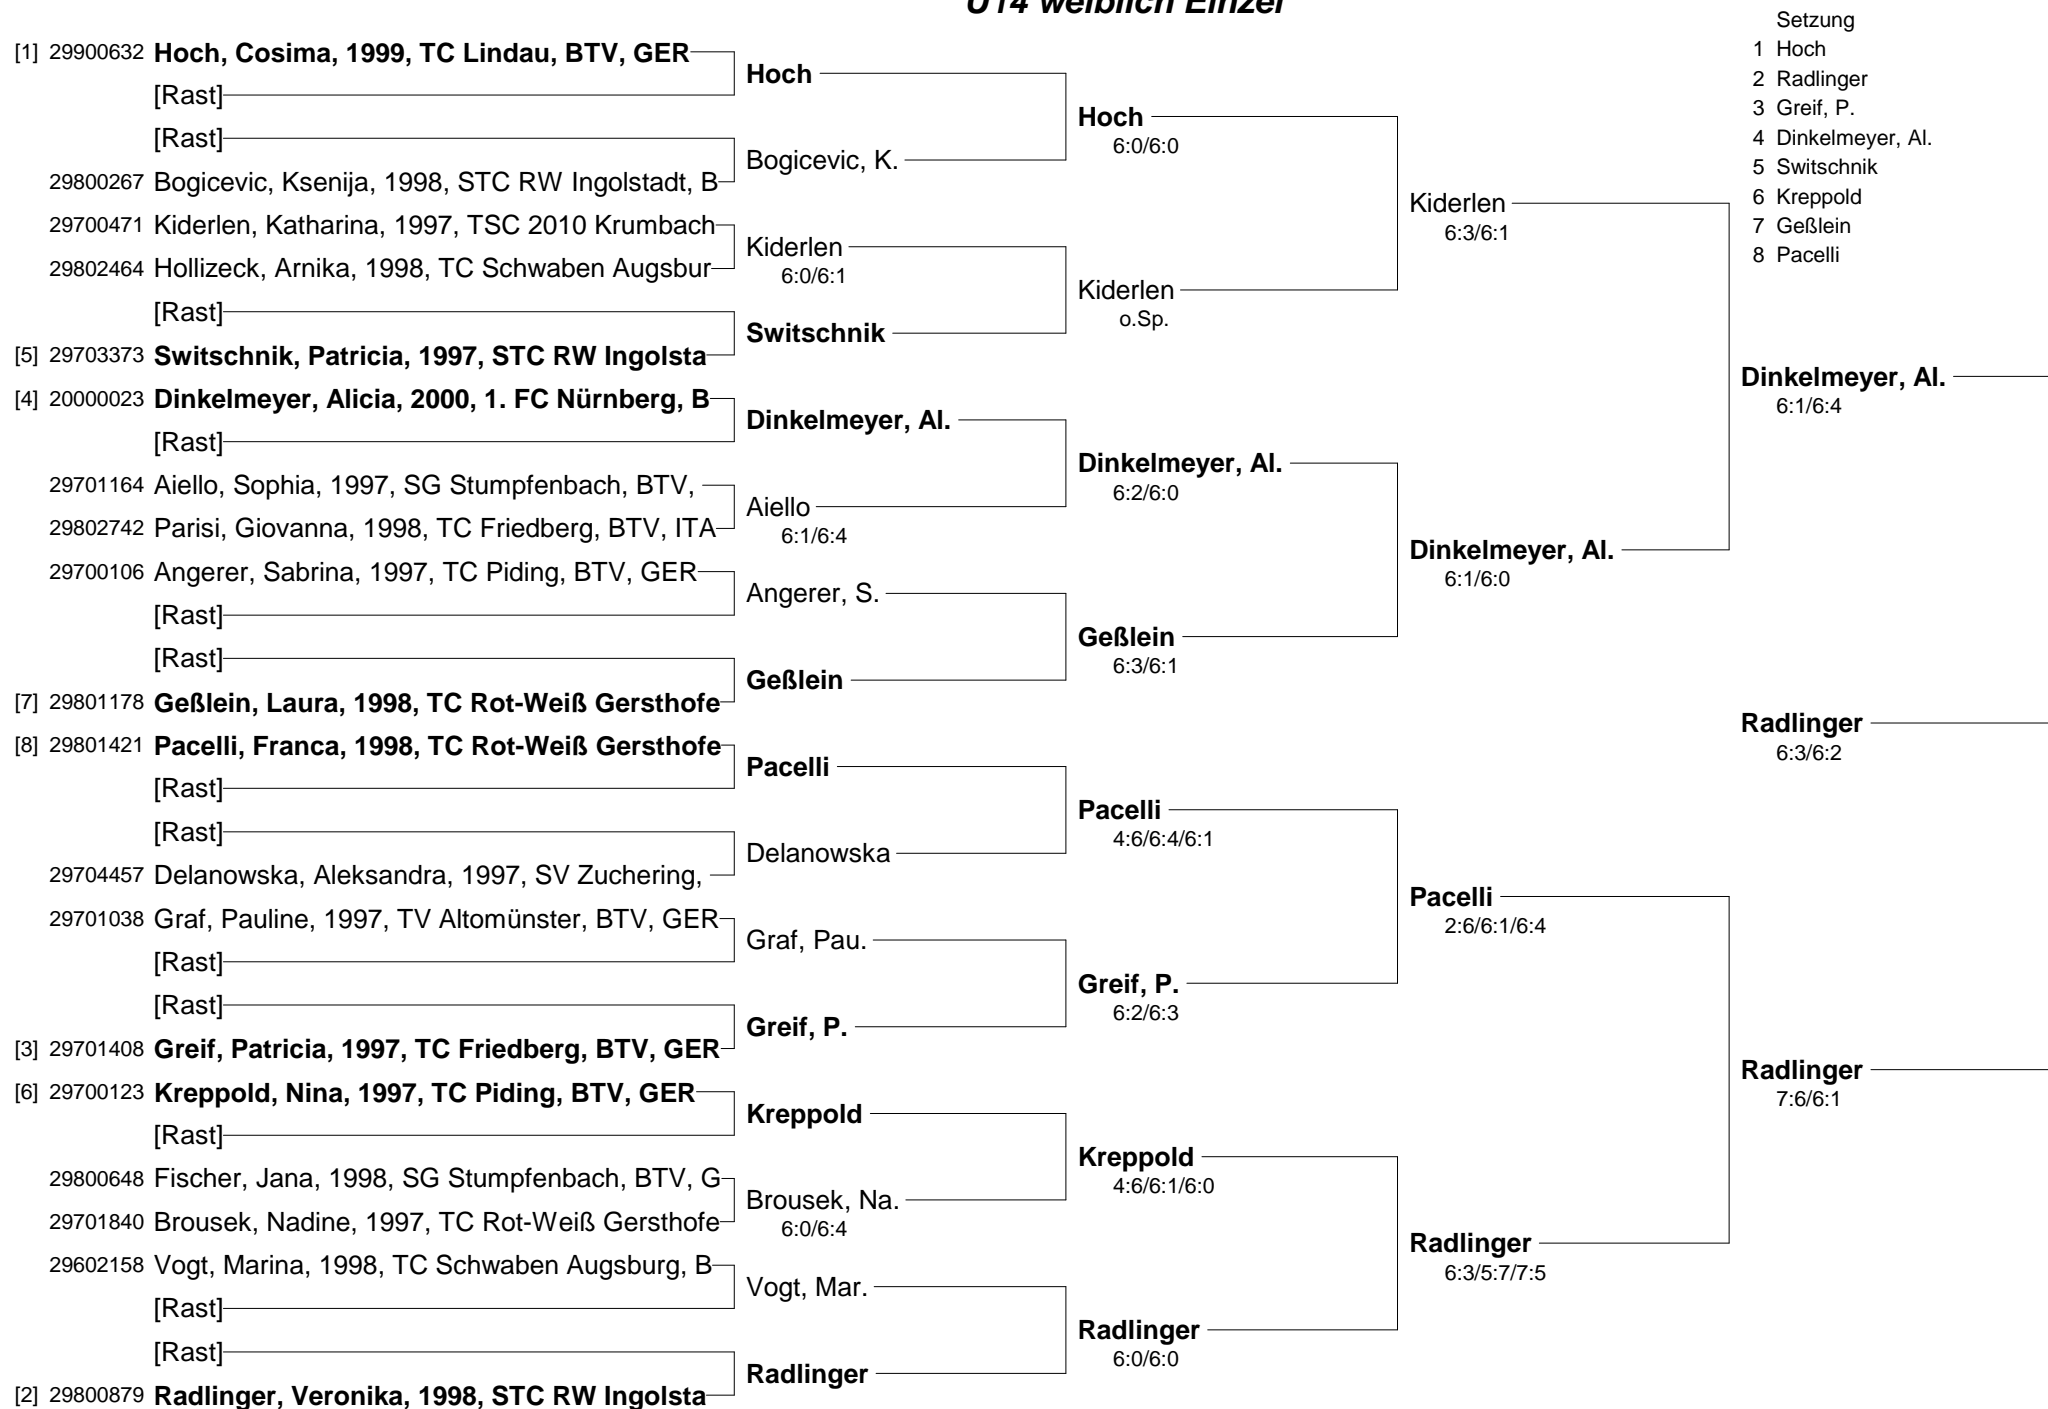 U14 weiblich Einzel
Setzung
1 Hoch
2 Radlinger
3 Greif, P.
4 Dinkelmeyer, Al.
5 Switschnik
6 Kreppold
7 Geßlein
8 Pacelli
[1] 29900632 Hoch, Cosima, 1999, TC Lindau, BTV, GER
[Rast]
[Rast]
29800267 Bogicevic, Ksenija, 1998, STC RW Ingolstadt, B
29700471 Kiderlen, Katharina, 1997, TSC 2010 Krumbach
29802464 Hollizeck, Arnika, 1998, TC Schwaben Augsbur
[Rast]
[5] 29703373 Switschnik, Patricia, 1997, STC RW Ingolsta
[4] 20000023 Dinkelmeyer, Alicia, 2000, 1. FC Nürnberg, B
[Rast]
29701164 Aiello, Sophia, 1997, SG Stumpfenbach, BTV,
29802742 Parisi, Giovanna, 1998, TC Friedberg, BTV, ITA
29700106 Angerer, Sabrina, 1997, TC Piding, BTV, GER
[Rast]
[Rast]
[7] 29801178 Geßlein, Laura, 1998, TC Rot-Weiß Gersthofe
[8] 29801421 Pacelli, Franca, 1998, TC Rot-Weiß Gersthofe
[Rast]
[Rast]
29704457 Delanowska, Aleksandra, 1997, SV Zuchering,
29701038 Graf, Pauline, 1997, TV Altomünster, BTV, GER
[Rast]
[Rast]
[3] 29701408 Greif, Patricia, 1997, TC Friedberg, BTV, GER
[6] 29700123 Kreppold, Nina, 1997, TC Piding, BTV, GER
[Rast]
29800648 Fischer, Jana, 1998, SG Stumpfenbach, BTV, G
29701840 Brousek, Nadine, 1997, TC Rot-Weiß Gersthofe
29602158 Vogt, Marina, 1998, TC Schwaben Augsburg, B
[Rast]
[Rast]
[2] 29800879 Radlinger, Veronika, 1998, STC RW Ingolsta
Hoch
Bogicevic, K.
Kiderlen
6:0/6:1
Switschnik
Dinkelmeyer, Al.
Aiello
6:1/6:4
Angerer, S.
Geßlein
Pacelli
Delanowska
Graf, Pau.
Greif, P.
Kreppold
Brousek, Na.
6:0/6:4
Vogt, Mar.
Radlinger
Hoch
6:0/6:0
Kiderlen
o.Sp.
Dinkelmeyer, Al.
6:2/6:0
Geßlein
6:3/6:1
Pacelli
4:6/6:4/6:1
Greif, P.
6:2/6:3
Kreppold
4:6/6:1/6:0
Radlinger
6:0/6:0
Kiderlen
6:3/6:1
Dinkelmeyer, Al.
6:1/6:0
Pacelli
2:6/6:1/6:4
Radlinger
6:3/5:7/7:5
Dinkelmeyer, Al.
6:1/6:4
Radlinger
6:3/6:2
Radlinger
7:6/6:1